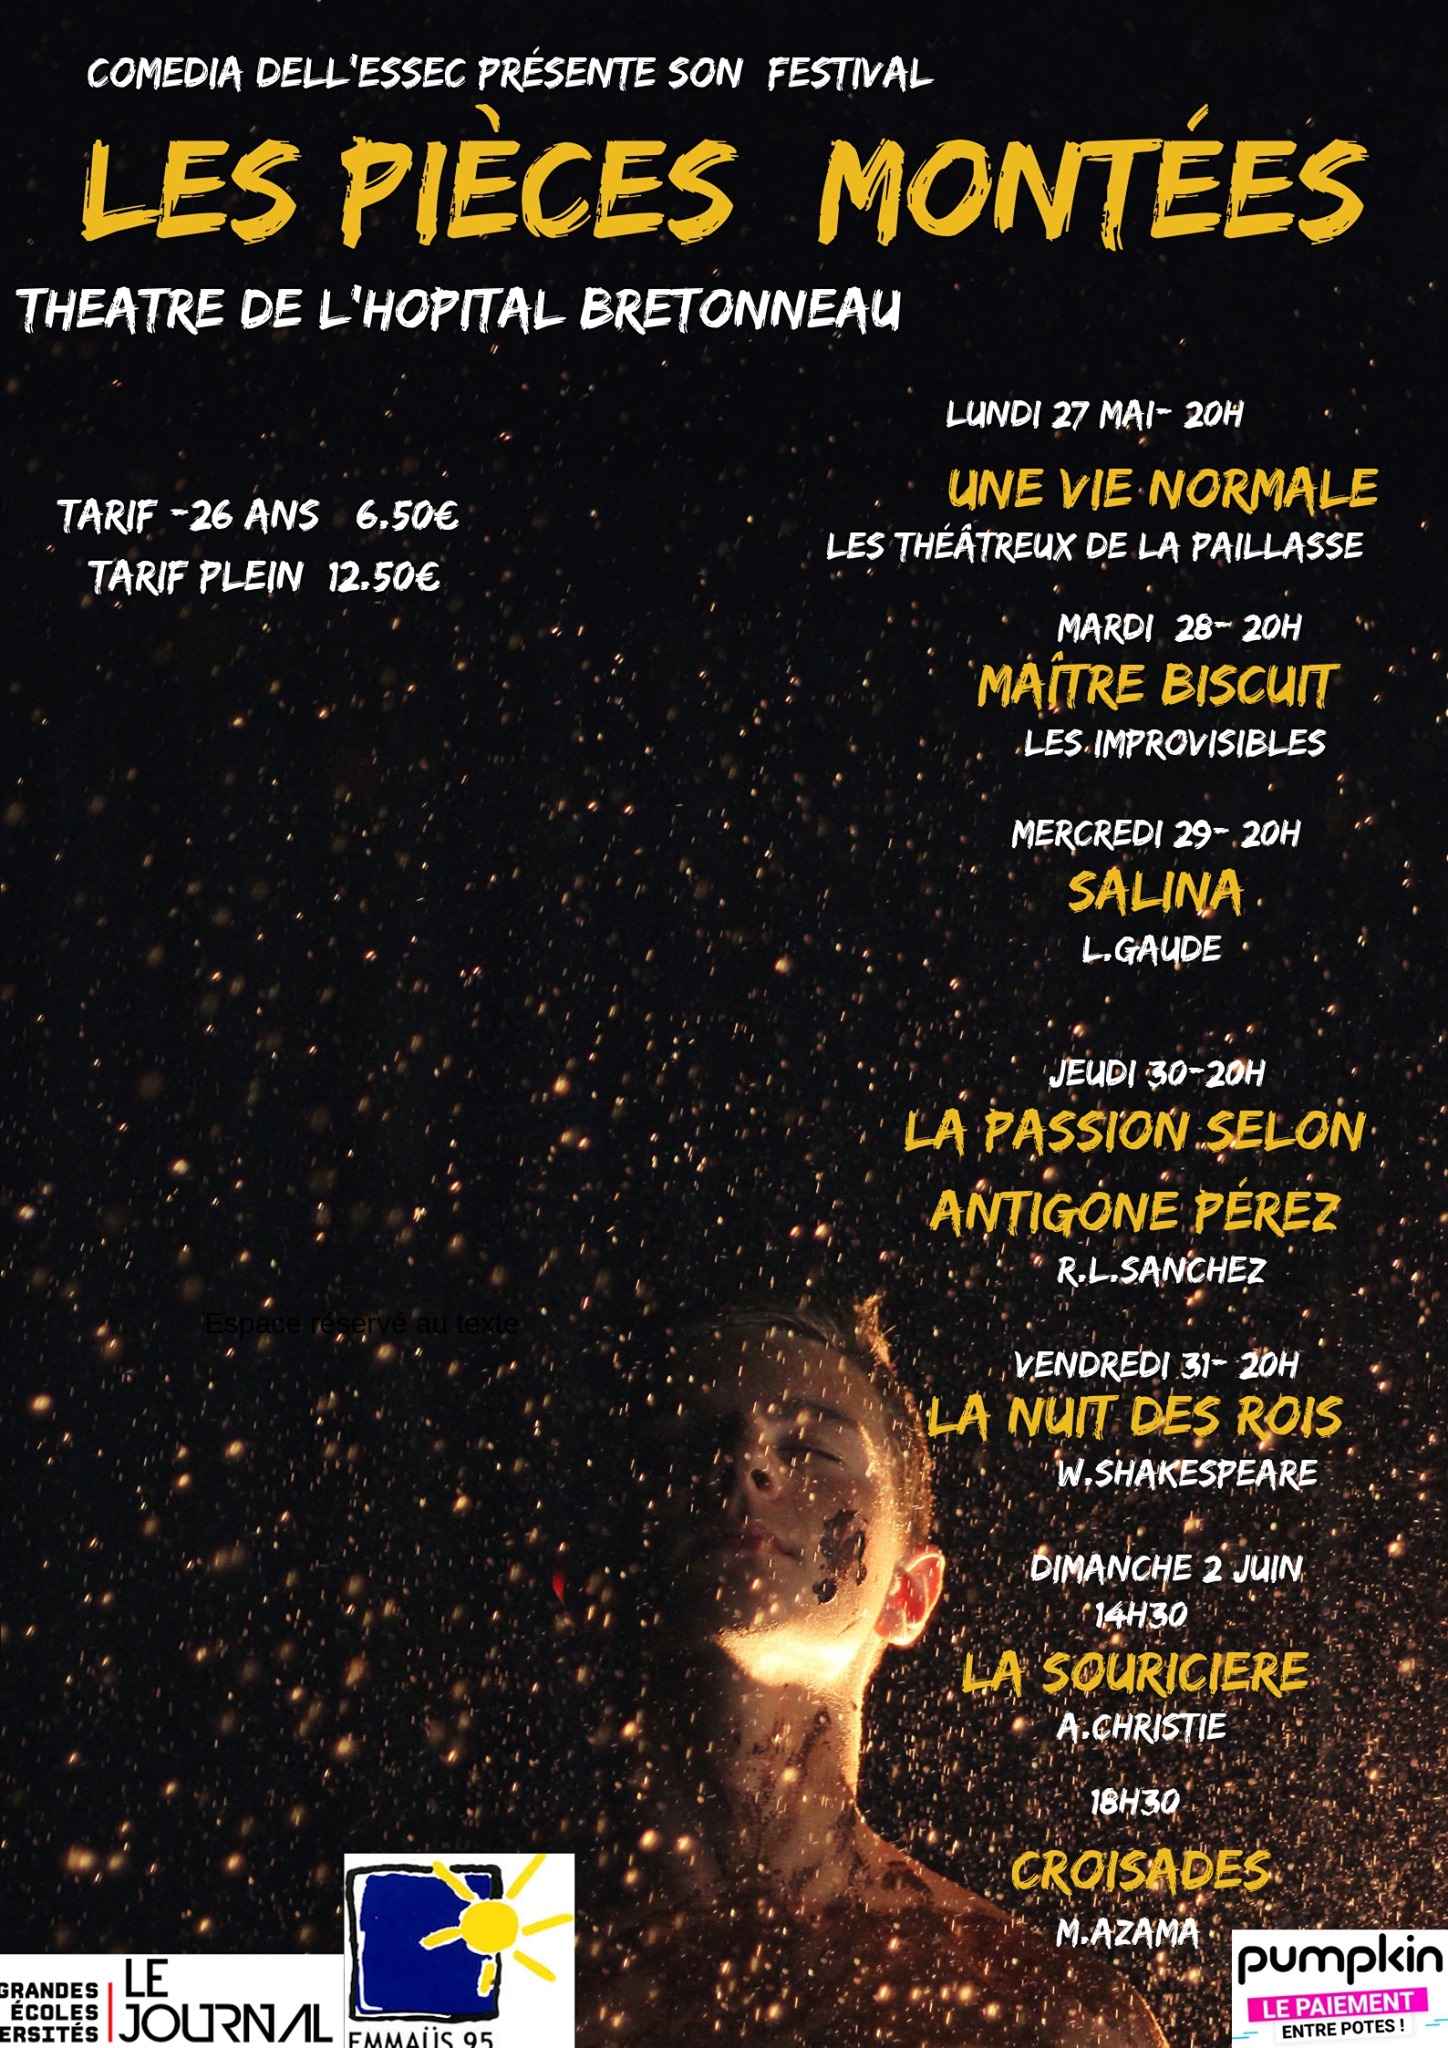 COMEDIA DELL'ESSEC PRÉSENTE SON FESTIVAL
LES PIÈCES MONTÉES
THEATRE DE L'HOPITAL BRETONNEAU
TARIF -26 ANS 6.50€
TARIF PLEIN 12.50€
LUNDI 27 MAI- 20H
UNE VIE NORMALE
LES THÉÂTREUX DE LA PAILLASSE
MARDI 28- 20H
MAÎTRE BISCUIT
LES IMPROVISIBLES
MERCREDI 29- 20H
SALINA
L.GAUDE
JEUDI 30-20H
LA PASSION SELON
ANTIGONE PÉREZ
R.L.SANCHEZ
Espace réservé au texte
VENDREDI 31- 20H
LA NUIT DES ROIS
W.SHAKESPEARE
DIMANCHE 2 JUIN
14H30
LA SOURICIERE
A.CHRISTIE
18H30
CROISADES
M.AZAMA
GRANDES
ÉCOLES
ERSITÉS
LE
JOURNAL
EMMAÜS 95
pumpkin
LE PAIEMENT
ENTRE POTES !